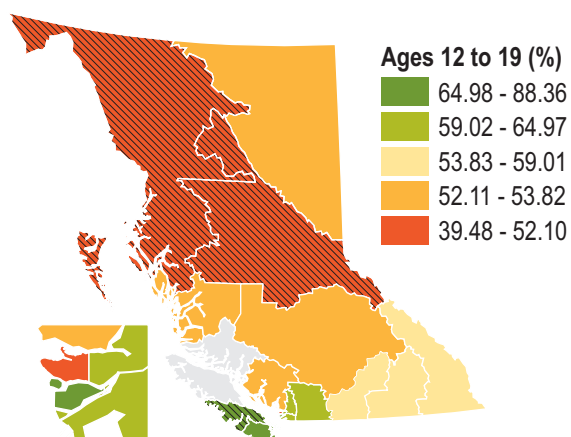 Ages 12 to 19 (%)
64.98 - 88.36
59.02 - 64.97
53.83 - 59.01
52.11 - 53.82
39.48 - 52.10